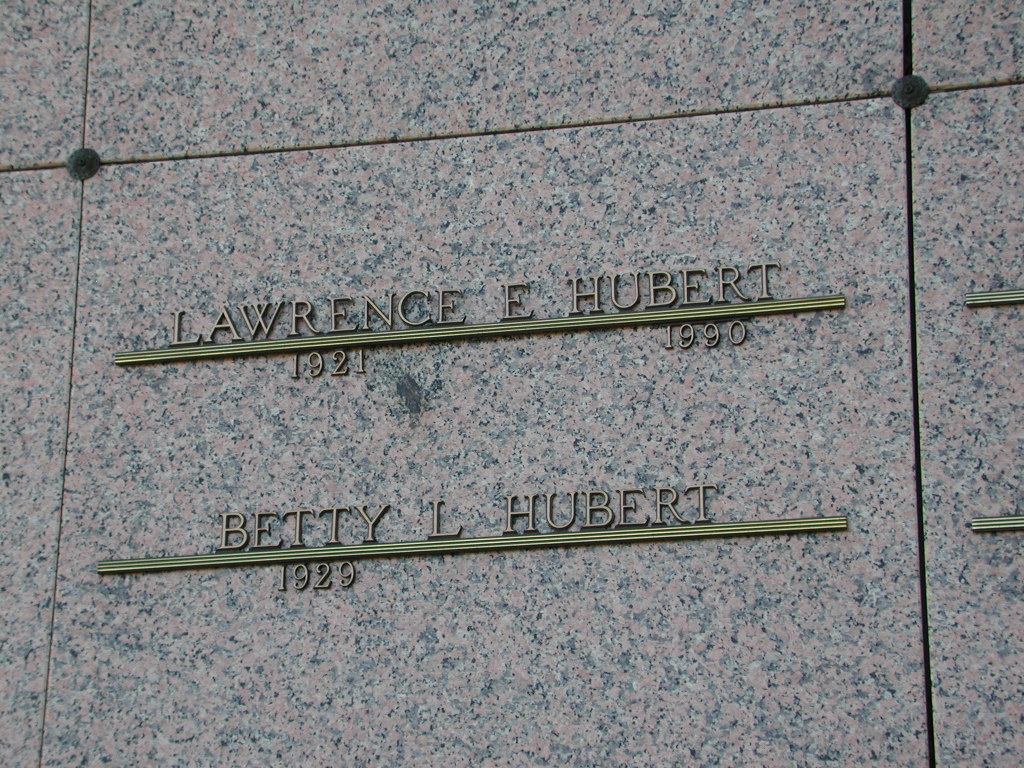 LAWRENCE E HUBERT
1921 1990
BETTY L HUBERT
1929